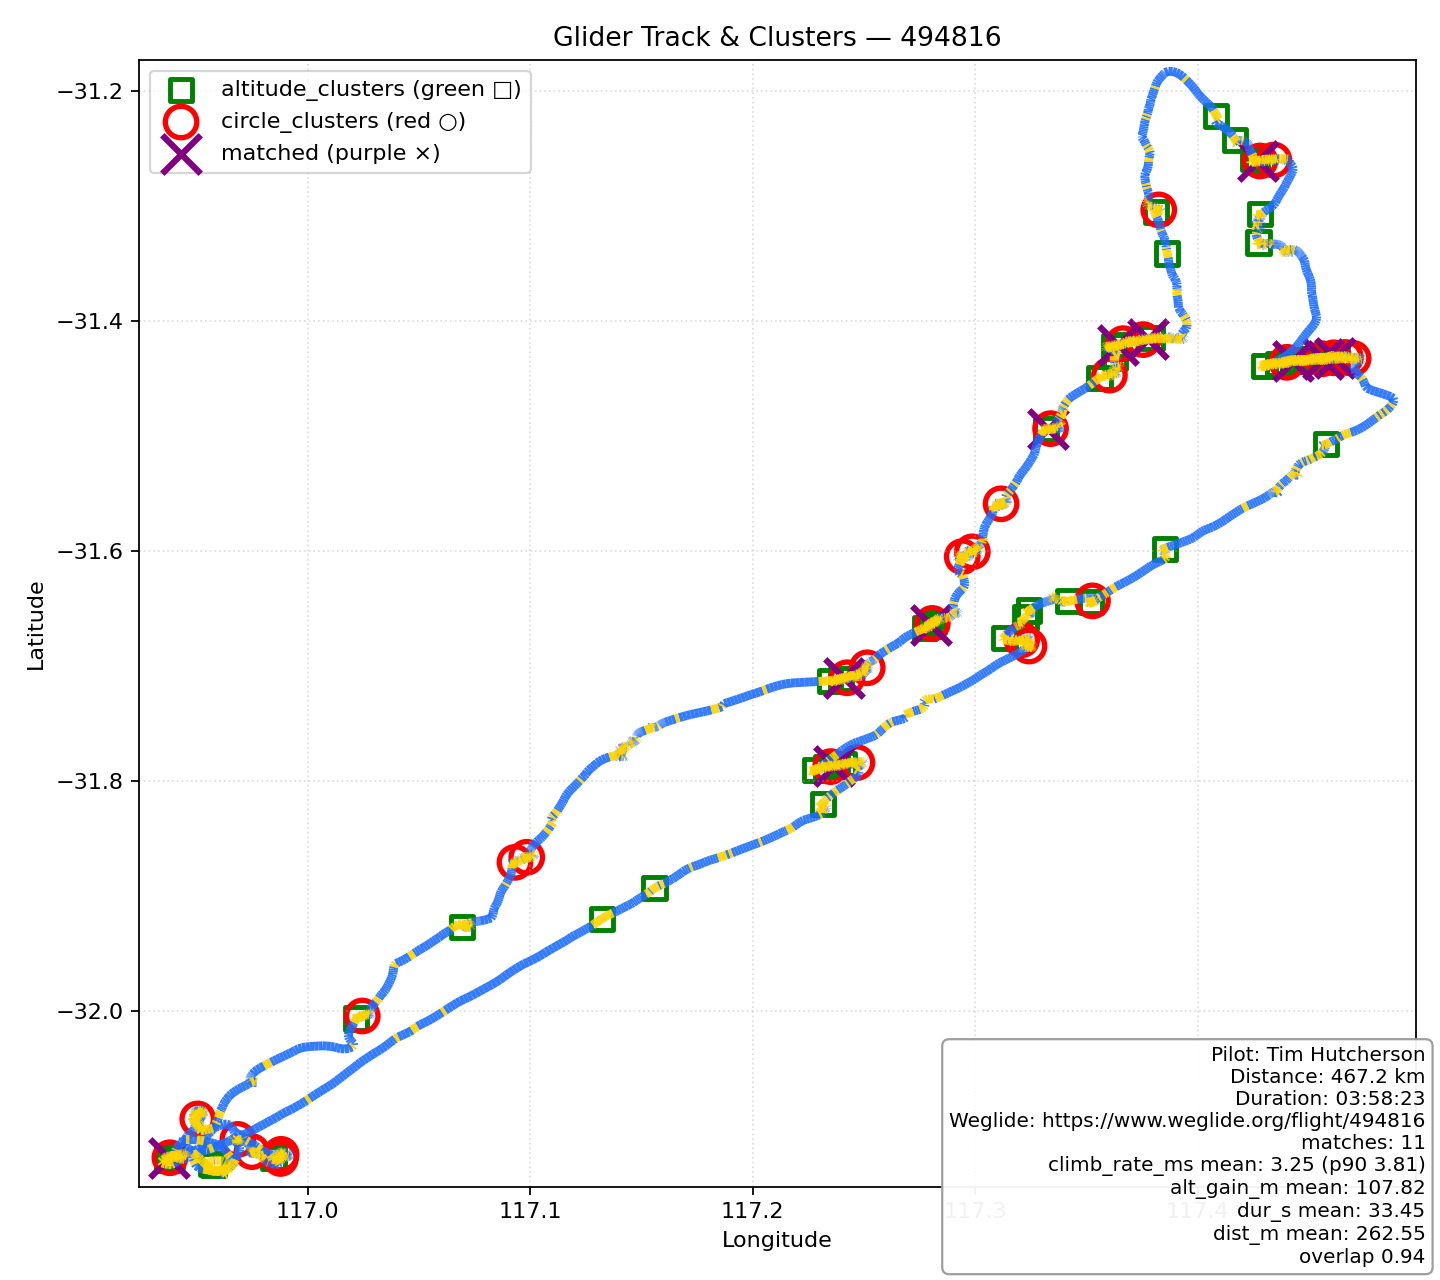 Glider Track & Clusters — 494816
altitude_clusters (green □)
circle_clusters (red ○)
matched (purple ×)
−31.2
−31.4
−31.6
−31.8
−32.0
Latitude
117.0
117.1
117.2
117.3
117.4
Longitude
Pilot: Tim Hutcherson
Distance: 467.2 km
Duration: 03:58:23
Weglide: https://www.weglide.org/flight/494816
matches: 11
climb_rate_ms mean: 3.25 (p90 3.81)
alt_gain_m mean: 107.82
dur_s mean: 33.45
dist_m mean: 262.55
overlap 0.94